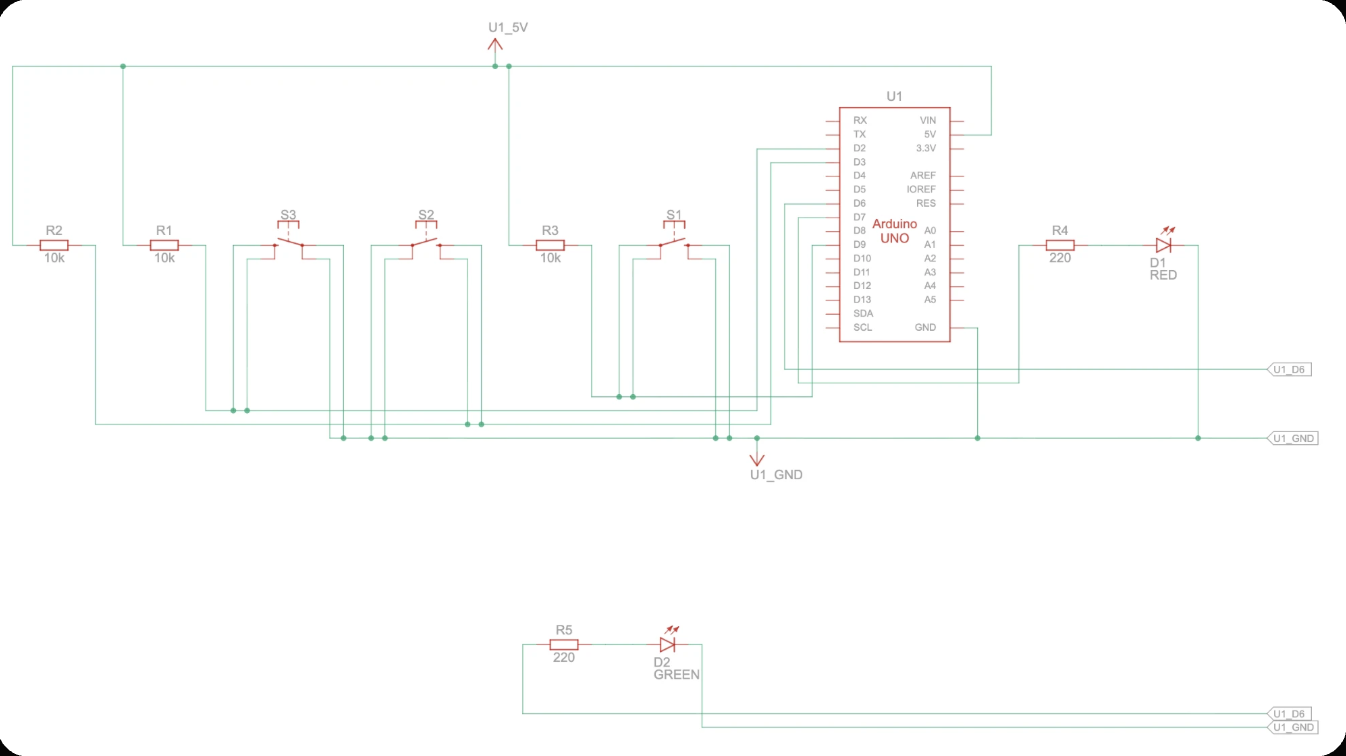 U1_5V
U1
RX
VIN
TX
5V
D2
3.3V
D3
D4
AREF
D5
IOREF
D6
RES
D7
D8
A0
D9
A1
D10
A2
D11
A3
D12
A4
D13
A5
SDA
SCL
GND
Arduino
UNO
R2
10k
R1
10k
S3
S2
R3
10k
S1
R4
220
D1
RED
U1_D6
U1_GND
U1_GND
R5
220
D2
GREEN
U1_D6
U1_GND